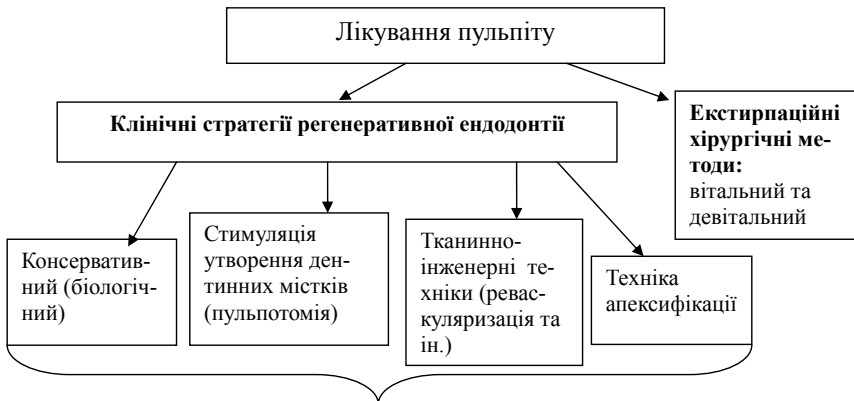 Лікування пульпіту
Клінічні стратегії регенеративної ендодонтії
Екстирпаційні
хірургічні ме-
тоди:
вітальний та
девітальний
Консератив-
ний (біологіч-
ний)
Стимуляція
утворення ден-
тинних містків
(пульпотомія)
Тканинно-
інженерні те-
хніки (ревас-
куляризація та
ін.)
Техніка
апексифікації